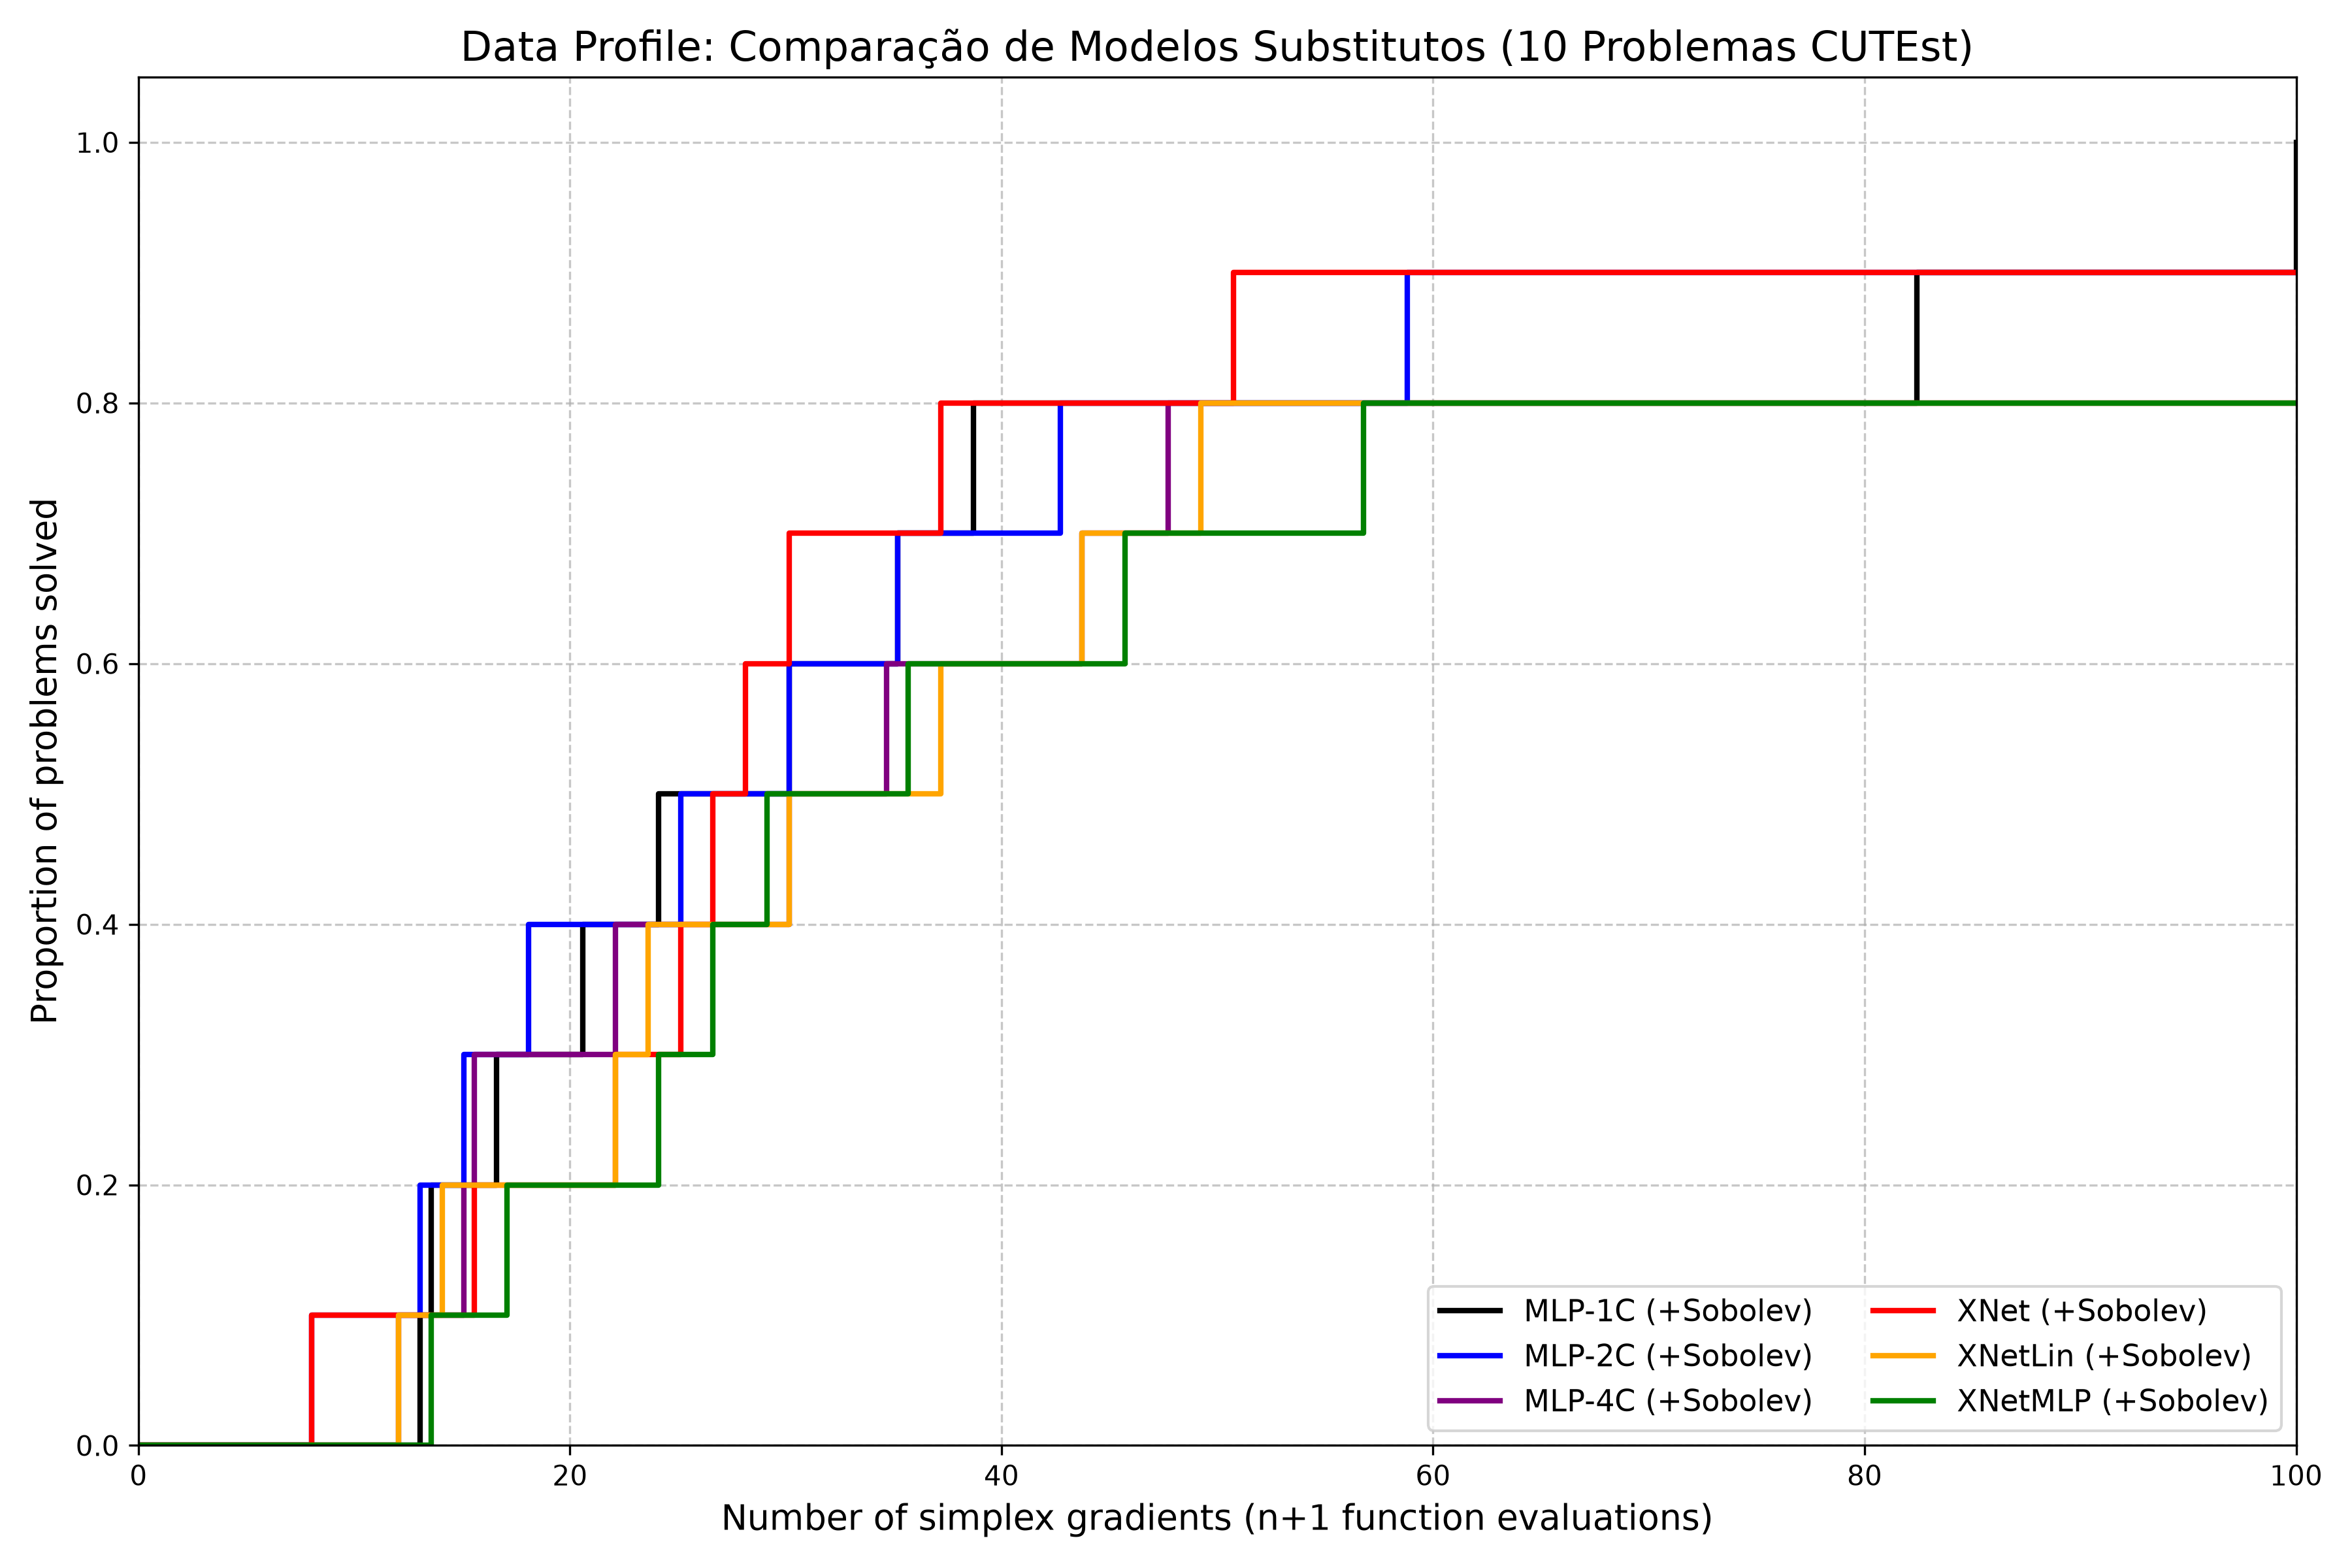 Data Profile: Comparação de Modelos Substitutos (10 Problemas CUTEst)
Proportion of problems solved
1.0
0.8
0.6
0.4
0.2
0.0
0
20
40
60
80
100
Number of simplex gradients (n+1 function evaluations)
MLP-1C (+Sobolev)
MLP-2C (+Sobolev)
MLP-4C (+Sobolev)
XNet (+Sobolev)
XNetLin (+Sobolev)
XNetMLP (+Sobolev)